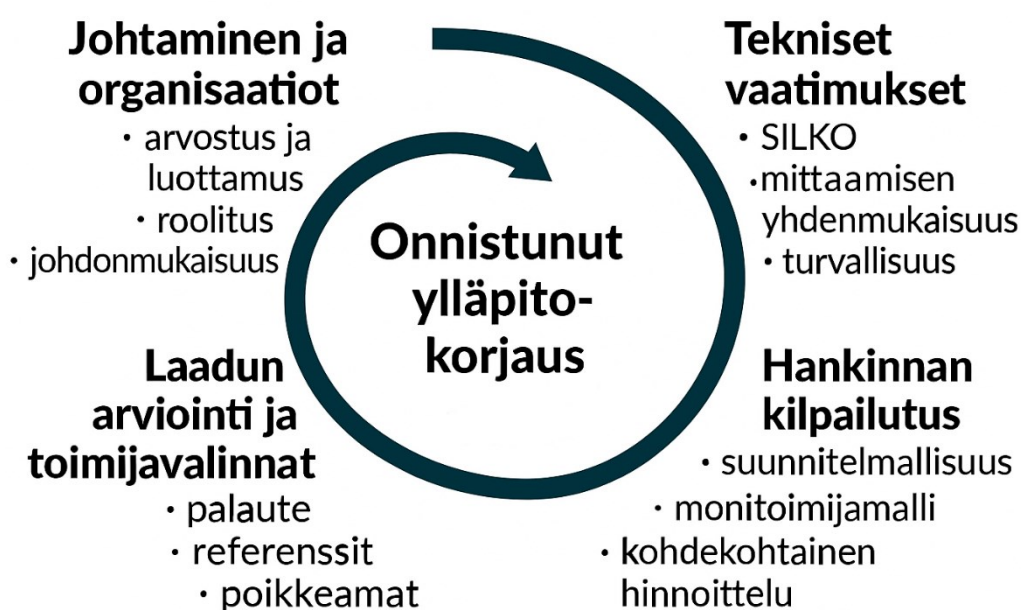 Johtaminen ja
organisaatiot
· arvostus ja
luottamus
· roolitus
· johdonmukaisuus
Tekniset
vaatimukset
· SILKO
· mittaamisen
yhdenmukaisuus
· turvallisuus
Onnistunut
ylläpito-
korjaus
Laadun
arviointi ja
toimijavalinnat
· palaute
· referenssit
· poikkeamat
Hankinnan
kilpailutus
· suunnitelmallisuus
· monitoimijamalli
· kohdekohtainen
hinnoittelu